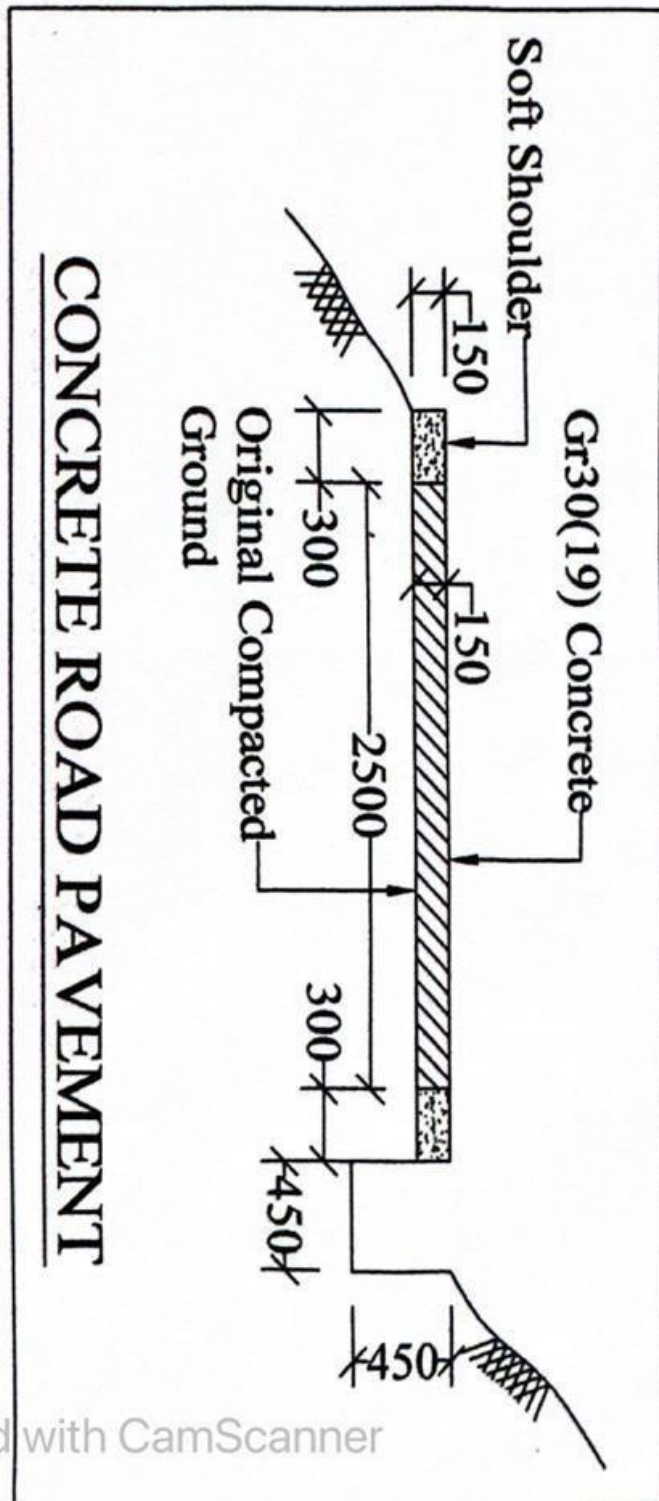 Gr30(19) Concrete
Soft Shoulder
150
150
300
2500
300
450
450
Original Compacted
Ground
CONCRETE ROAD PAVEMENT
with CamScanner